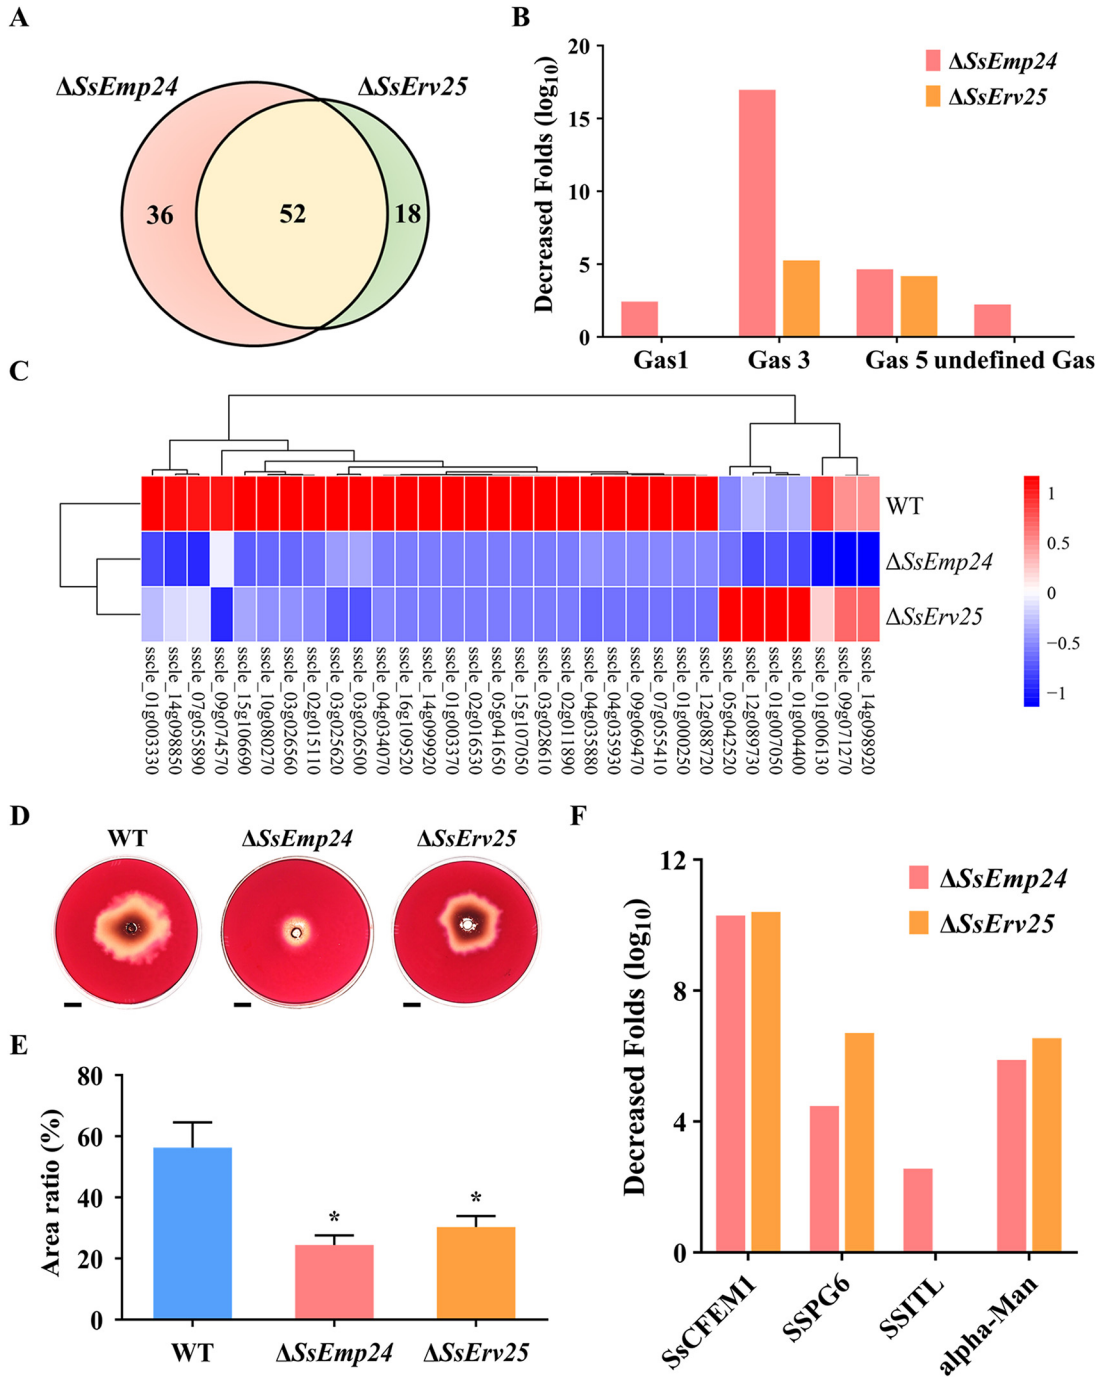 A
ΔSsEmp24
ΔSsErv25
36
52
18
B
Decreased Folds (log10)
20
15
10
5
0
ΔSsEmp24
ΔSsErv25
Gas1
Gas 3
Gas 5
undefined Gas
C
WT
ΔSsEmp24
ΔSsErv25
1
0.5
0
−0.5
−1
sscle_01g003330
sscle_14g098850
sscle_07g055890
sscle_09g074570
sscle_15g106690
sscle_10g080270
sscle_03g026560
sscle_02g015110
sscle_03g025620
sscle_03g026500
sscle_04g034070
sscle_16g109520
sscle_14g099920
sscle_01g003370
sscle_02g016530
sscle_05g041650
sscle_15g107050
sscle_03g028610
sscle_02g011890
sscle_04g035880
sscle_04g035930
sscle_09g069470
sscle_07g055410
sscle_01g000250
sscle_12g088720
sscle_05g042520
sscle_12g089730
sscle_01g007050
sscle_01g004400
sscle_01g006130
sscle_09g071270
sscle_14g098920
D
WT
ΔSsEmp24
ΔSsErv25
E
Area ratio (%)
80
60
40
20
0
*
*
WT
ΔSsEmp24
ΔSsErv25
F
Decreased Folds (log10)
12
8
4
0
ΔSsEmp24
ΔSsErv25
SsCFEM1
SSPG6
SSITL
alpha-Man